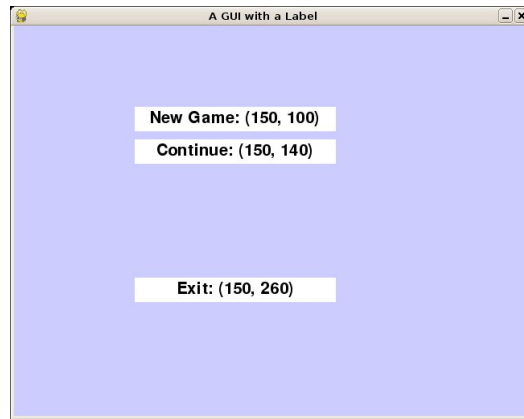 A GUI with a Label
New Game: (150, 100)
Continue: (150, 140)
Exit: (150, 260)